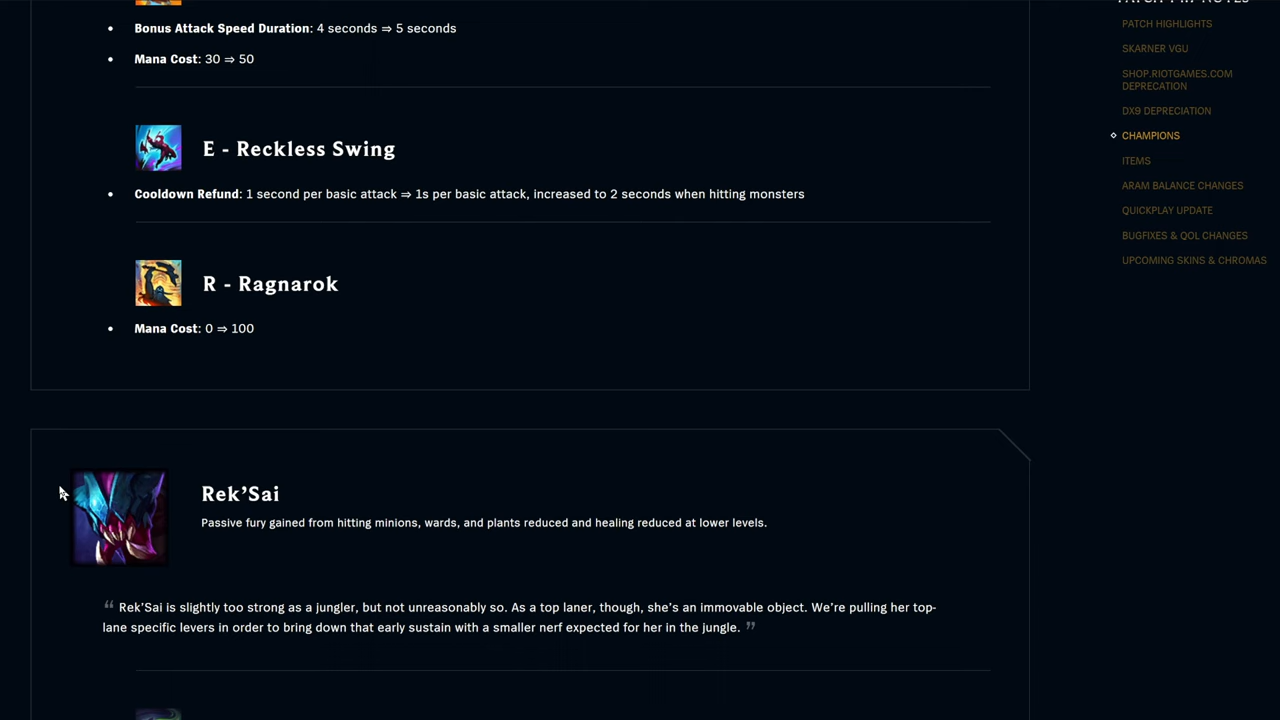 Bonus Attack Speed Duration: 4 seconds ⇒ 5 seconds
Mana Cost: 30 ⇒ 50
E - Reckless Swing
Cooldown Refund: 1 second per basic attack ⇒ 1s per basic attack, increased to 2 seconds when hitting monsters
R - Ragnarok
Mana Cost: 0 ⇒ 100
Rek’Sai
Passive fury gained from hitting minions, wards, and plants reduced and healing reduced at lower levels.
“ Rek’Sai is slightly too strong as a jungler, but not unreasonably so. As a top laner, though, she’s an immovable object. We’re pulling her top-
lane specific levers in order to bring down that early sustain with a smaller nerf expected for her in the jungle. ”
PATCH HIGHLIGHTS
SKARNER VGU
SHOP.RIOTGAMES.COM
DEPRECATION
DX9 DEPRECIATION
CHAMPIONS
ITEMS
ARAM BALANCE CHANGES
QUICKPLAY UPDATE
BUGFIXES & QOL CHANGES
UPCOMING SKINS & CHROMAS